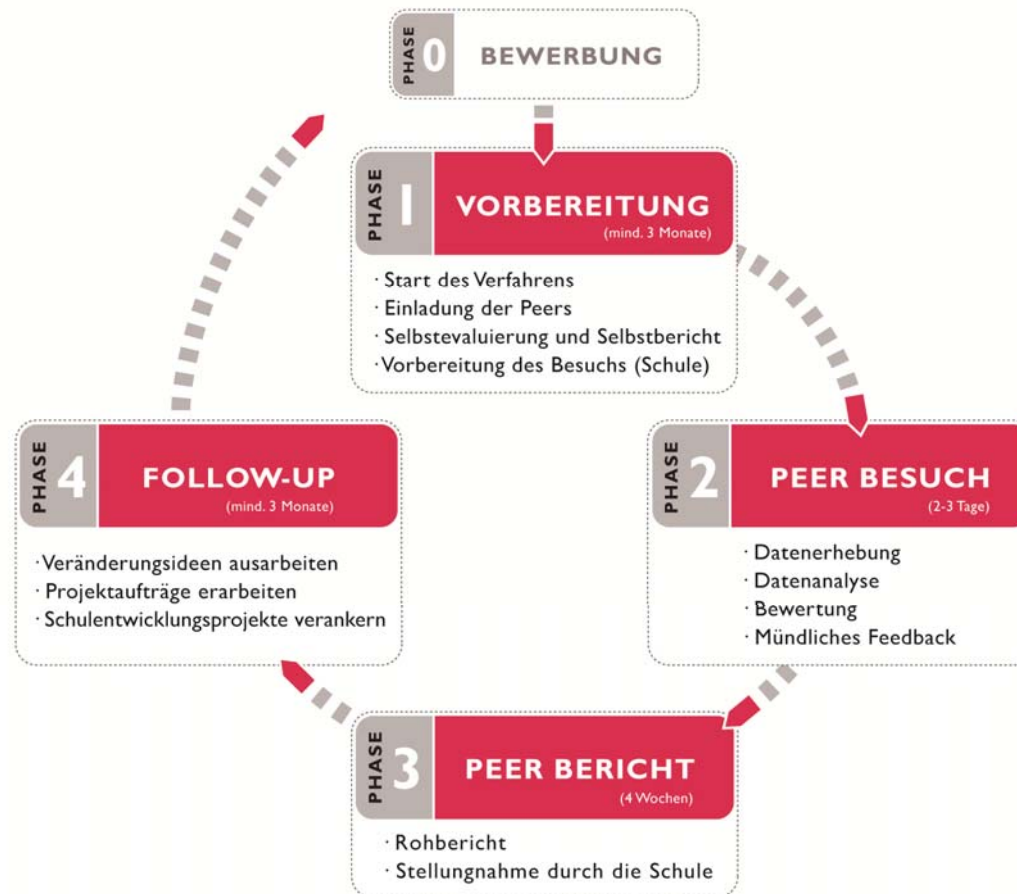 PHASE 0 BEWERBUNG
PHASE 1 VORBEREITUNG
(mind. 3 Monate)
· Start des Verfahrens
· Einladung der Peers
· Selbstevaluierung und Selbstbericht
· Vorbereitung des Besuchs (Schule)
PHASE 2 PEER BESUCH
(2-3 Tage)
· Datenerhebung
· Datenanalyse
· Bewertung
· Mündliches Feedback
PHASE 3 PEER BERICHT
(4 Wochen)
· Rohbericht
· Stellungnahme durch die Schule
PHASE 4 FOLLOW-UP
(mind. 3 Monate)
· Veränderungsideen ausarbeiten
· Projektaufträge erarbeiten
· Schulentwicklungsprojekte verankern